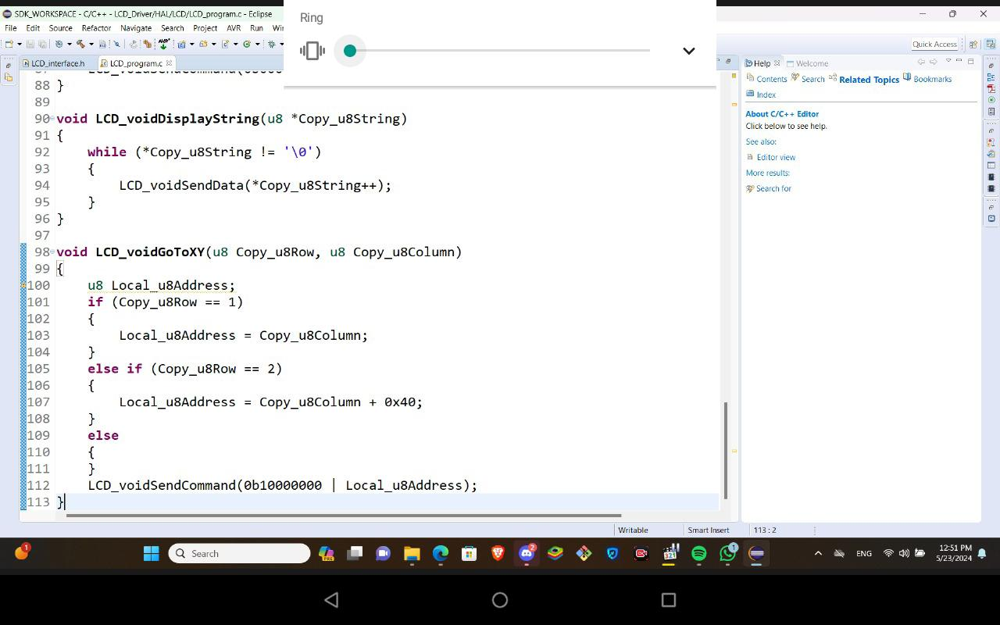 SDK_WORKSPACE - C/C++ - LCD_Driver/HAL/LCD/LCD_program.c - Eclipse
Ring
File Edit Source Refactor Navigate Search Project AVR Run
Quick Access
LCD_interface.h LCD_program.c
Help Welcome
Contents Search Related Topics Bookmarks
Index
About C/C++ Editor
Click below to see help.
See also:
Editor view
More results:
Search for
88 }
89
90 void LCD_voidDisplayString(u8 *Copy_u8String)
91 {
92 while (*Copy_u8String != '\0')
93 {
94 LCD_voidSendData(*Copy_u8String++);
95 }
96 }
97
98 void LCD_voidGoToXY(u8 Copy_u8Row, u8 Copy_u8Column)
99 {
100 u8 Local_u8Address;
101 if (Copy_u8Row == 1)
102 {
103 Local_u8Address = Copy_u8Column;
104 }
105 else if (Copy_u8Row == 2)
106 {
107 Local_u8Address = Copy_u8Column + 0x40;
108 }
109 else
110 {
111 }
112 LCD_voidSendCommand(0b10000000 | Local_u8Address);
113 }
Writable Smart Insert 113 : 2
1 Search PRE 2 321 1 ENG 12:51 PM
5/23/2024